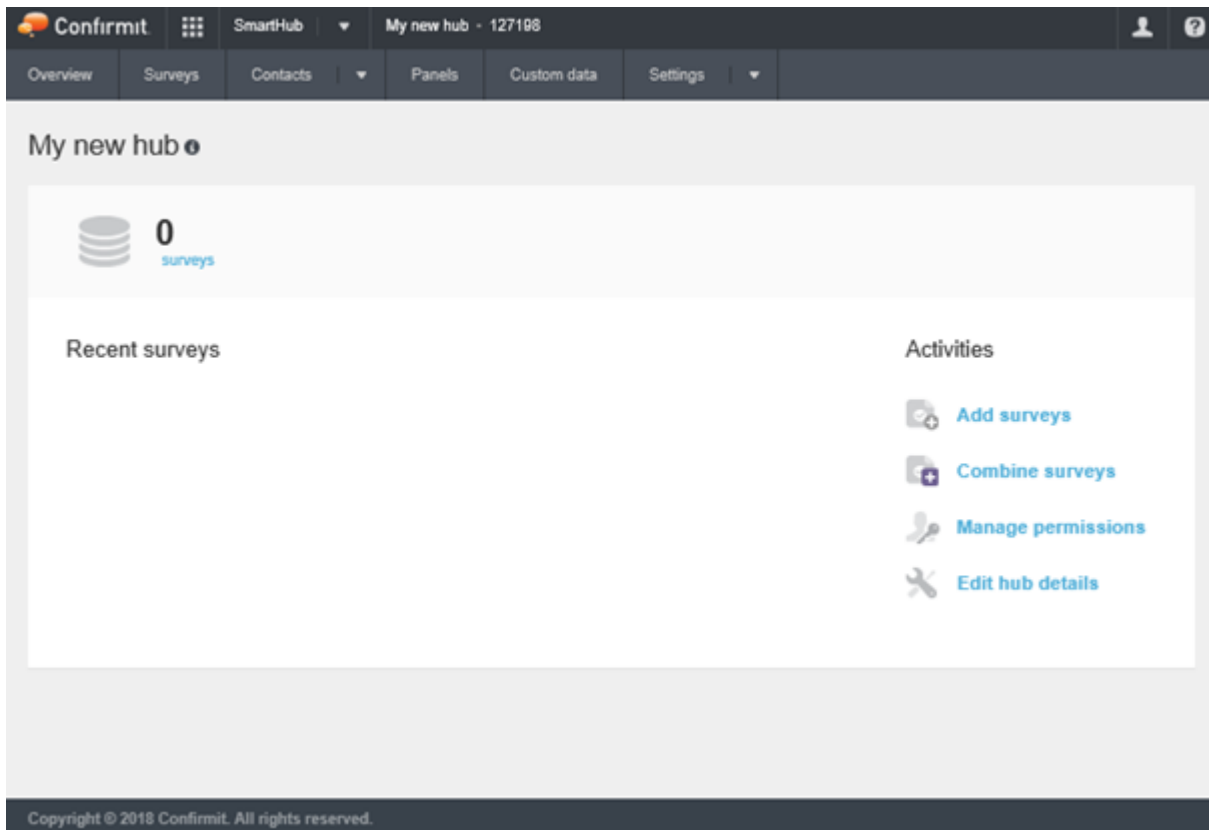 Confirmit. SmartHub My new hub - 127198
Overview Surveys Contacts Panels Custom data Settings
My new hub
0
surveys
Recent surveys
Activities
Add surveys
Combine surveys
Manage permissions
Edit hub details
Copyright © 2018 Confirmit. All rights reserved.